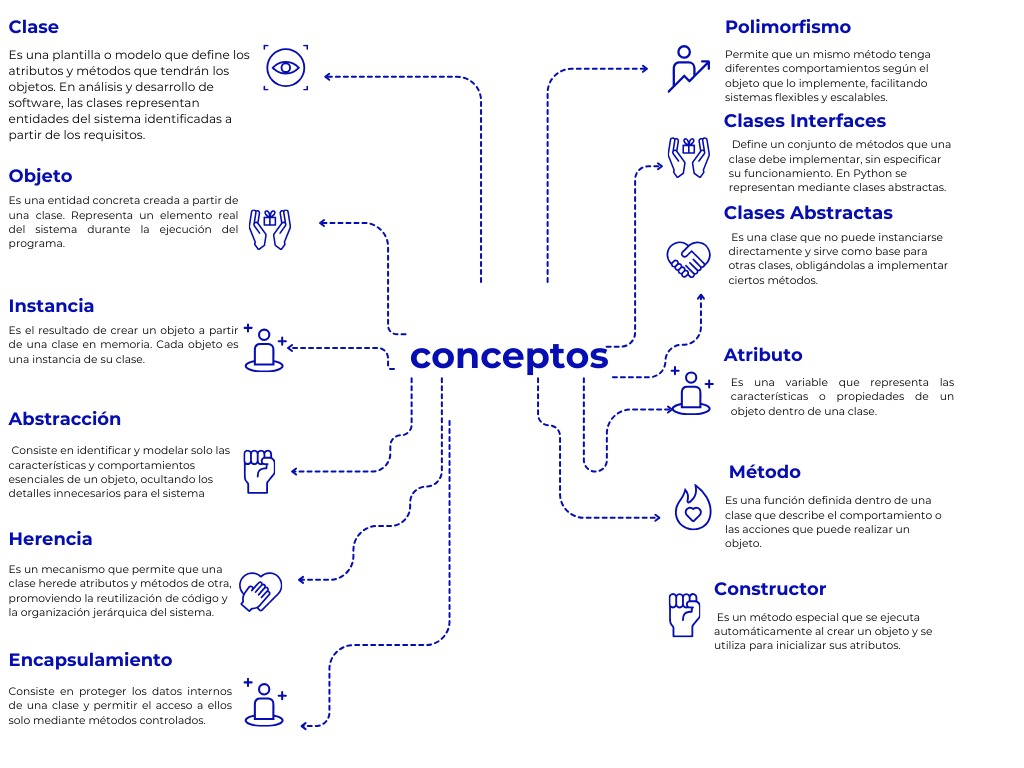 Clase
Es una plantilla o modelo que define los
atributos y métodos que tendrán los
objetos. En análisis y desarrollo de
software, las clases representan
entidades del sistema identificadas a
partir de los requisitos.
Objeto
Es una entidad concreta creada a partir de
una clase. Representa un elemento real
del sistema durante la ejecución del
programa.
Instancia
Es el resultado de crear un objeto a partir
de una clase en memoria. Cada objeto es
una instancia de su clase.
Abstracción
Consiste en identificar y modelar solo las
características y comportamientos
esenciales de un objeto, ocultando los
detalles innecesarios para el sistema
Herencia
Es un mecanismo que permite que una
clase herede atributos y métodos de otra,
promoviendo la reutilización de código y
la organización jerárquica del sistema.
Encapsulamiento
Consiste en proteger los datos internos
de una clase y permitir el acceso a ellos
solo mediante métodos controlados.
conceptos
Polimorfismo
Permite que un mismo método tenga
diferentes comportamientos según el
objeto que lo implemente, facilitando
sistemas flexibles y escalables.
Clases Interfaces
Define un conjunto de métodos que una
clase debe implementar, sin especificar
su funcionamiento. En Python se
representan mediante clases abstractas.
Clases Abstractas
Es una clase que no puede instanciarse
directamente y sirve como base para
otras clases, obligándolas a implementar
ciertos métodos.
Atributo
Es una variable que representa las
características o propiedades de un
objeto dentro de una clase.
Método
Es una función definida dentro de una
clase que describe el comportamiento o
las acciones que puede realizar un
objeto.
Constructor
Es un método especial que se ejecuta
automáticamente al crear un objeto y se
utiliza para inicializar sus atributos.